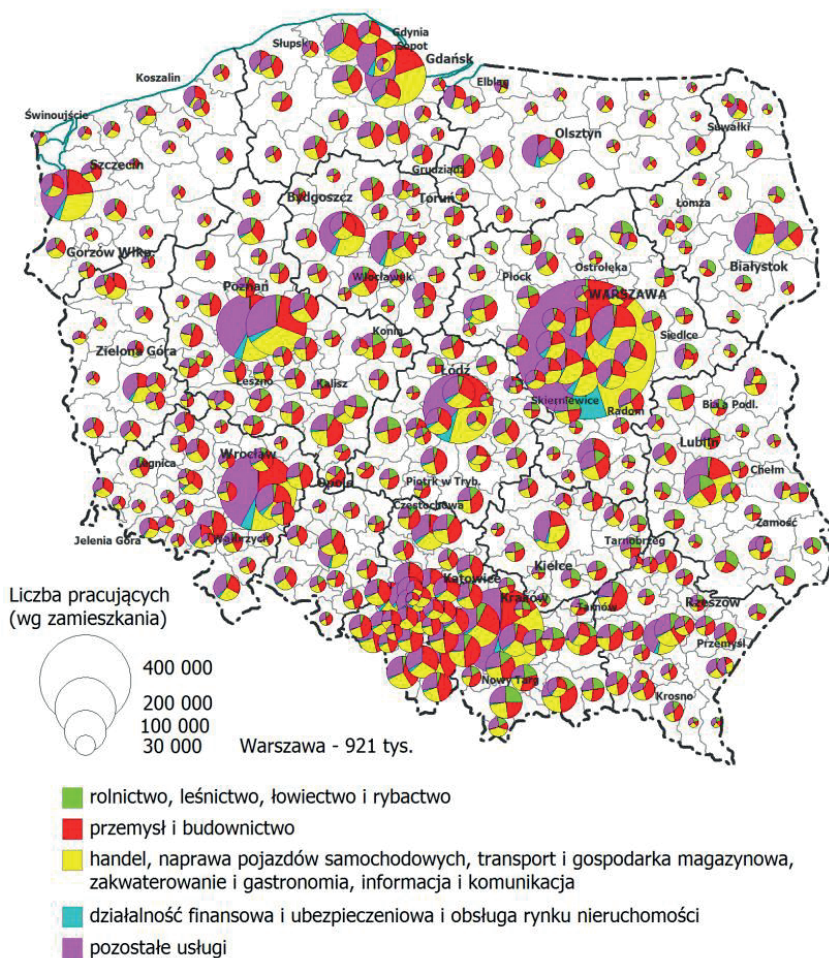 Gdynia
Sopot
Słupsk
Gdańsk
Koszalin
Elbląg
Świnoujście
Olsztyn
Suwałki
Szczecin
Grudziądz
Bydgoszcz
Toruń
Łomża
Gorzów Wlkp.
Białystok
Ostrołęka
Płock
Włocławek
Poznań
WARSZAWA
Konin
Siedlce
Zielona Góra
Łódź
Leszno
Kalisz
Skierniewice
Radom
Biała Podl.
Lublin
Wrocław
Legnica
Chełm
Opole
Piotrk w Tryb.
Częstochowa
Zamość
Jelenia Góra
Wałbrzych
Tarnobrzeg
Kielce
Katowice
Kraków
Tarnów
Rzeszów
Przemyśl
Nowy Targ
Krosno
Liczba pracujących
(wg zamieszkania)
400 000
200 000
100 000
30 000
Warszawa - 921 tys.
rolnictwo, leśnictwo, łowiectwo i rybactwo
przemysł i budownictwo
handel, naprawa pojazdów samochodowych, transport i gospodarka magazynowa,
zakwaterowanie i gastronomia, informacja i komunikacja
działalność finansowa i ubezpieczeniowa i obsługa rynku nieruchomości
pozostałe usługi